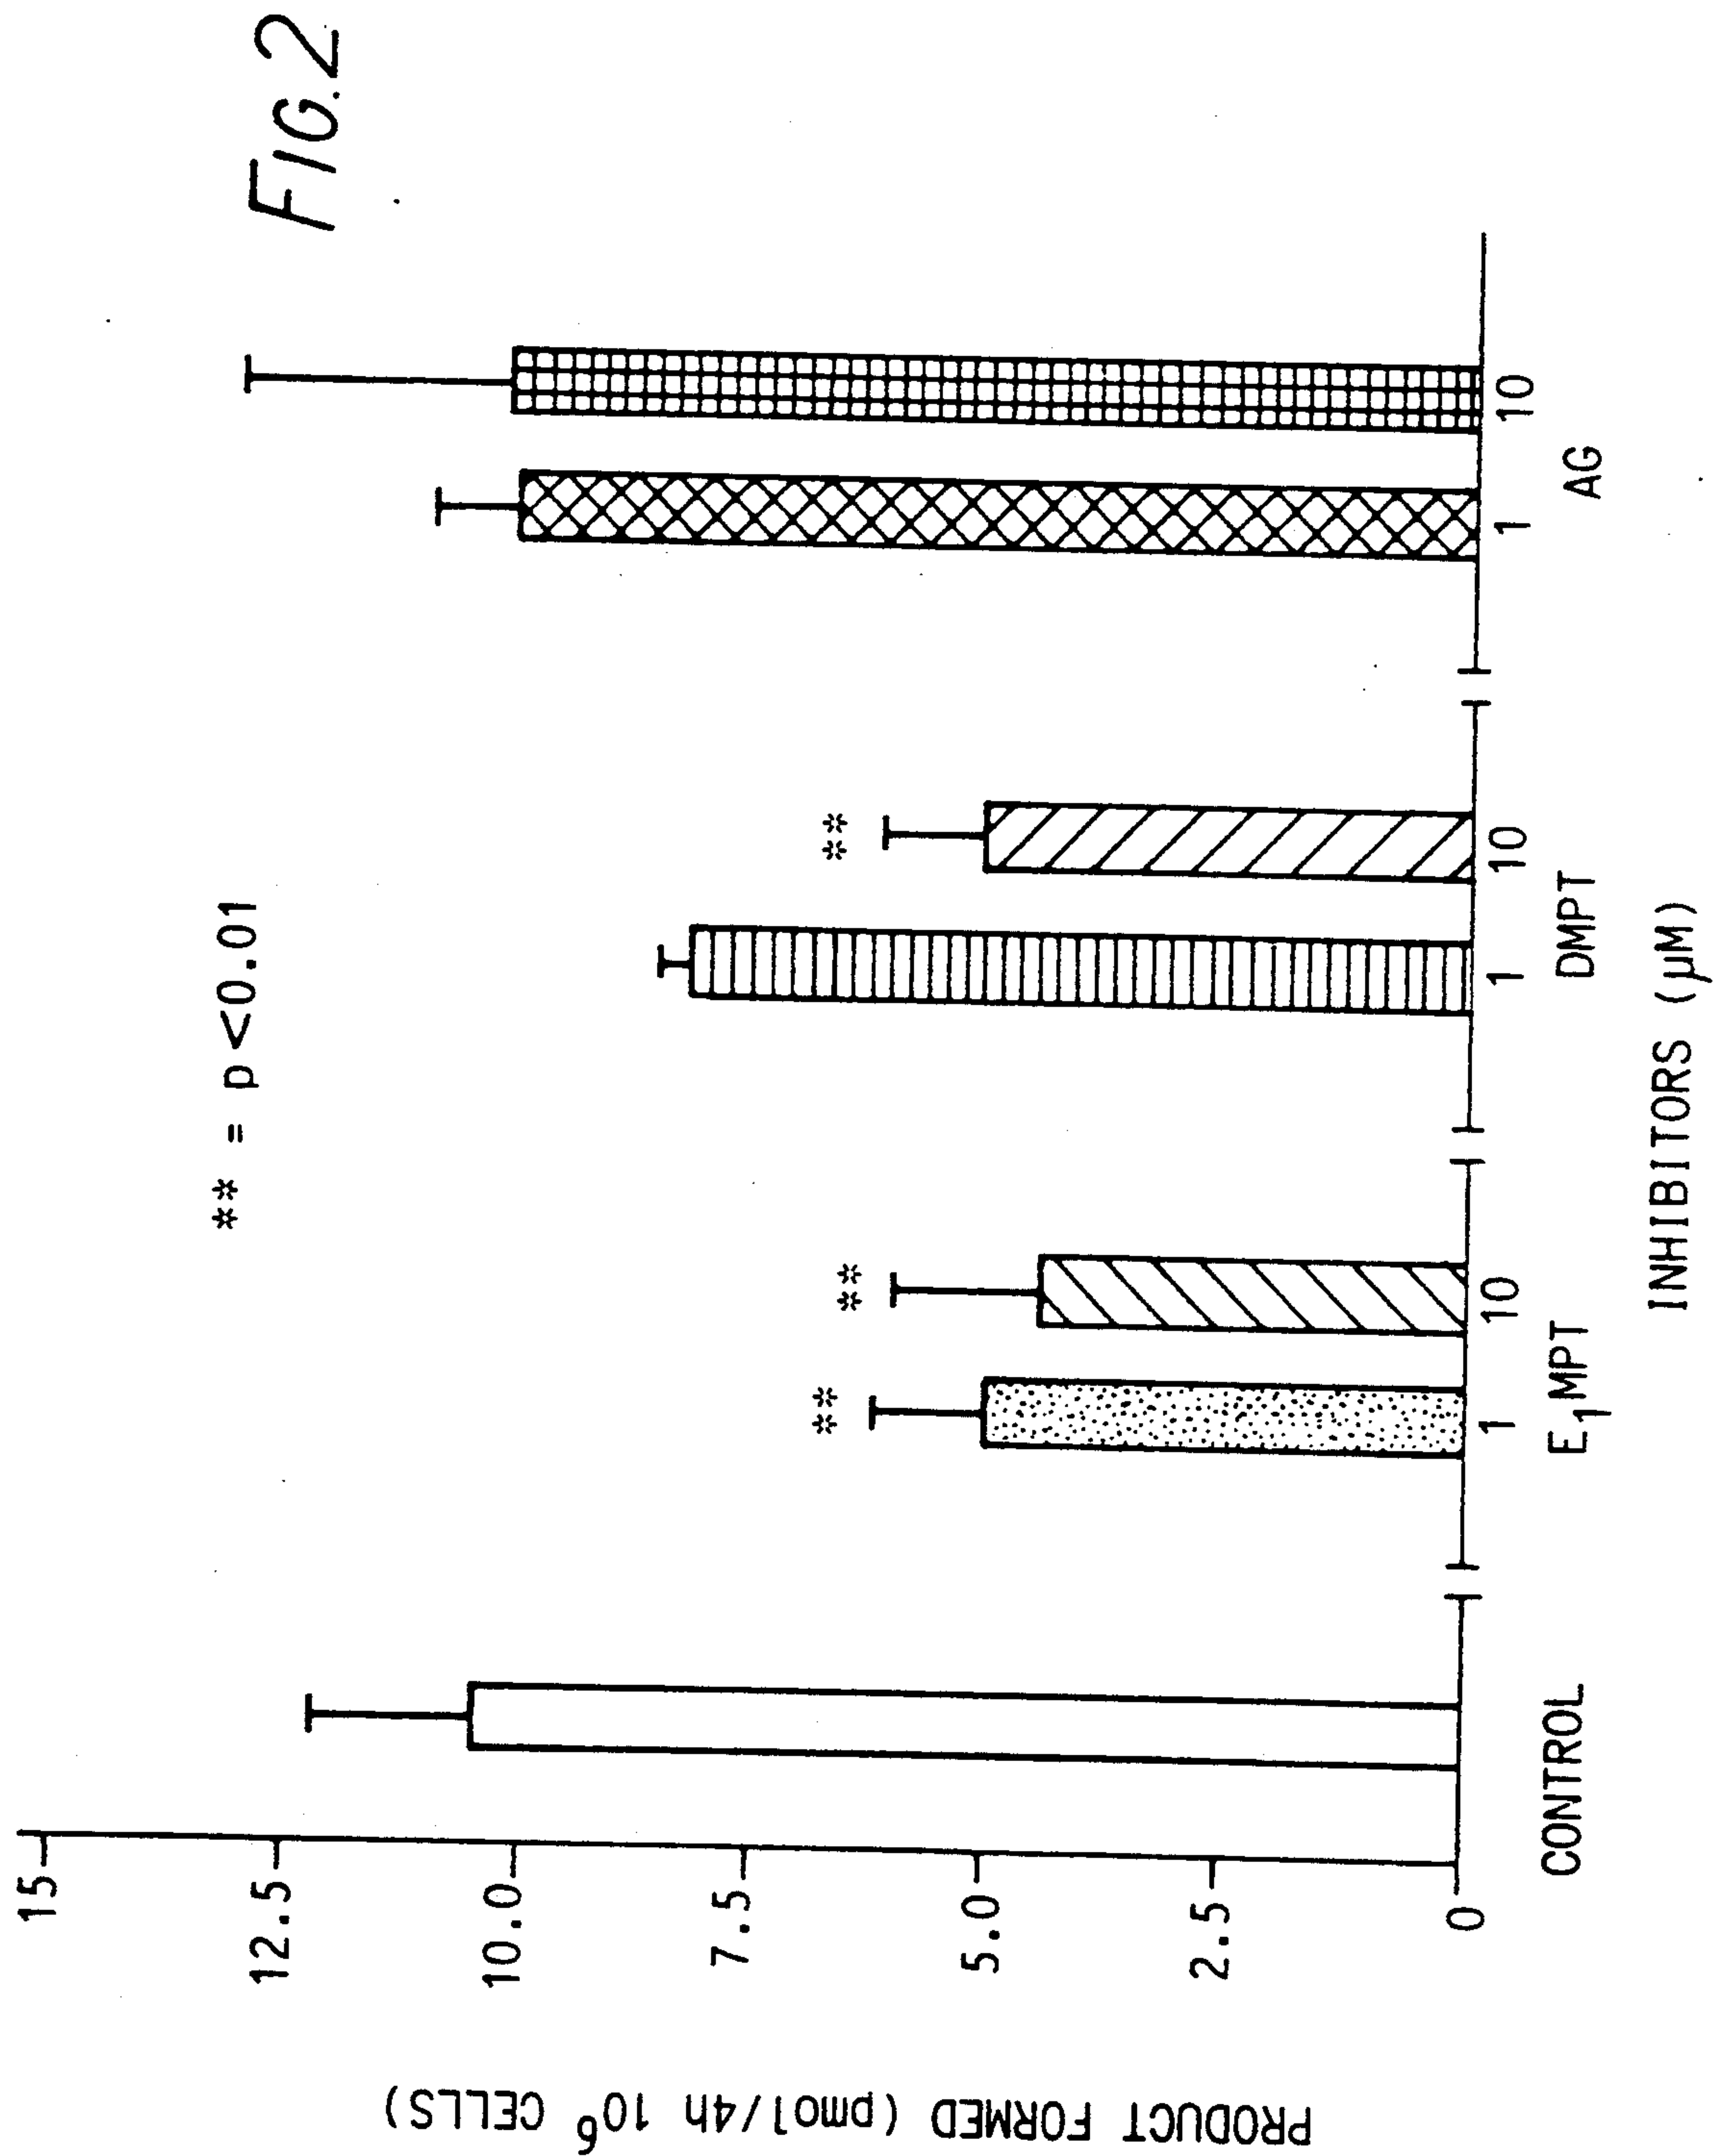 FIG.2
** = p<0.01
PRODUCT FORMED (pmol/4h 10⁶ CELLS)
15
12.5
10.0
7.5
5.0
2.5
0
** ** **
1 10 1 10 1 10
CONTROL E₁MPT DMPT AG
INHIBITORS (µM)